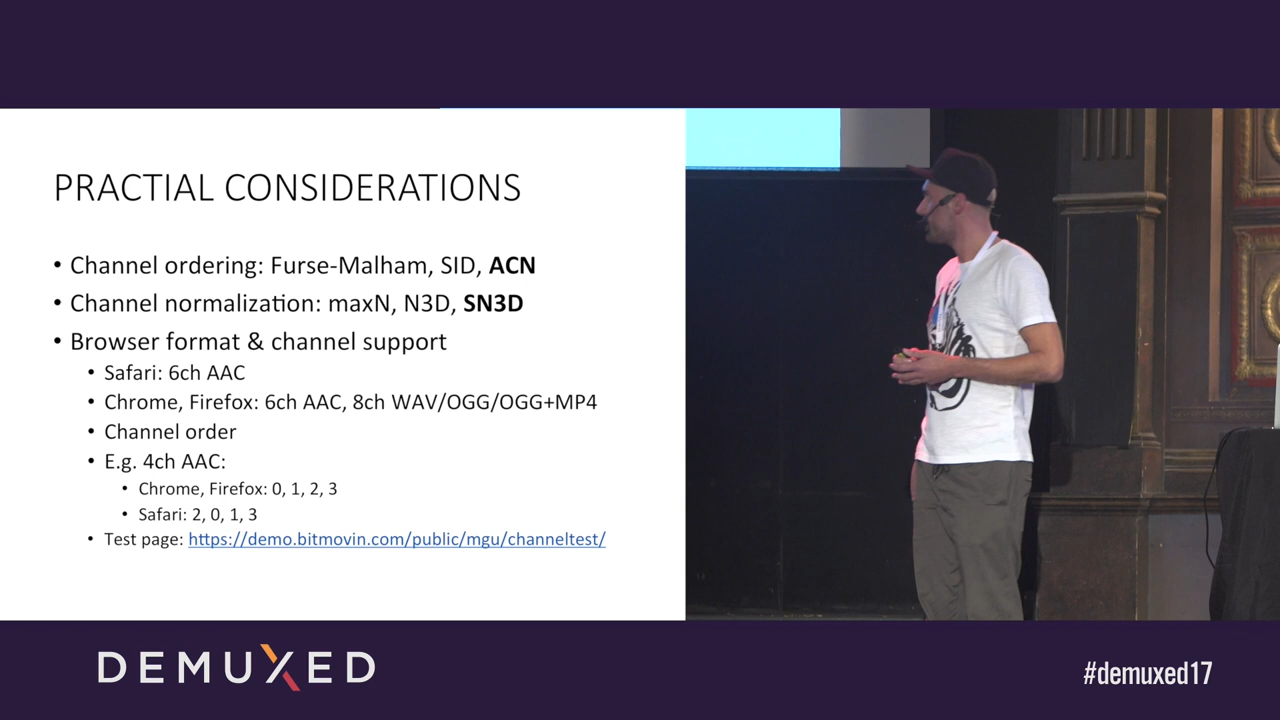 PRACTIAL CONSIDERATIONS
• Channel ordering: Furse-Malham, SID, ACN
• Channel normalization: maxN, N3D, SN3D
• Browser format & channel support
• Safari: 6ch AAC
• Chrome, Firefox: 6ch AAC, 8ch WAV/OGG/OGG+MP4
• Channel order
• E.g. 4ch AAC:
• Chrome, Firefox: 0, 1, 2, 3
• Safari: 2, 0, 1, 3
• Test page: https://demo.bitmovin.com/public/mgu/channeltest/
DEMUXED
#demuxed17